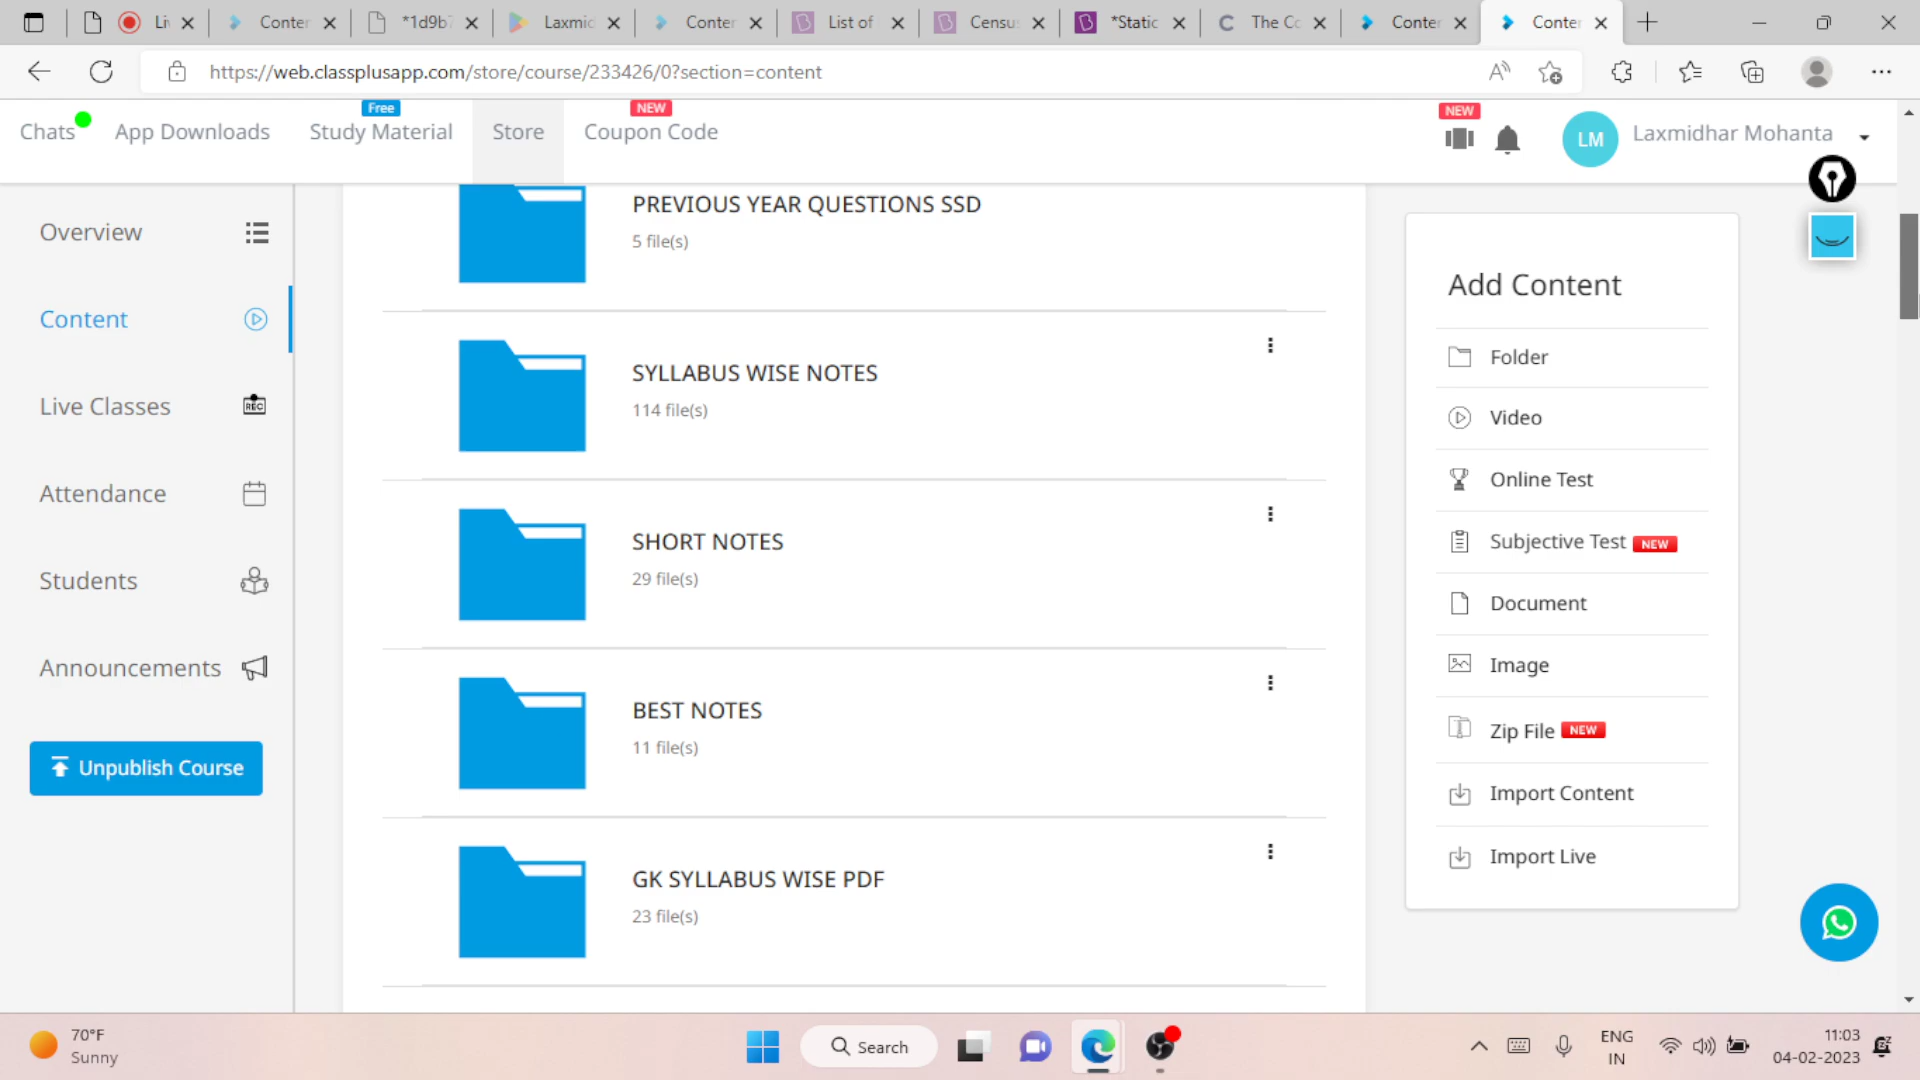 Li
Conter
*1d9b7
Laxmid
Conter
List of
Censu
*Static
The Co
Conter
Conter
https://web.classplusapp.com/store/course/233426/0?section=content
Chats
App Downloads
Free
Study Material
Store
NEW
Coupon Code
NEW
LM
Laxmidhar Mohanta
Overview
Content
Live Classes
REC
Attendance
Students
Announcements
Unpublish Course
PREVIOUS YEAR QUESTIONS SSD
5 file(s)
SYLLABUS WISE NOTES
114 file(s)
SHORT NOTES
29 file(s)
BEST NOTES
11 file(s)
GK SYLLABUS WISE PDF
23 file(s)
Add Content
Folder
Video
Online Test
Subjective Test NEW
Document
Image
Zip File NEW
Import Content
Import Live
70°F
Sunny
Search
ENG
IN
11:03
04-02-2023